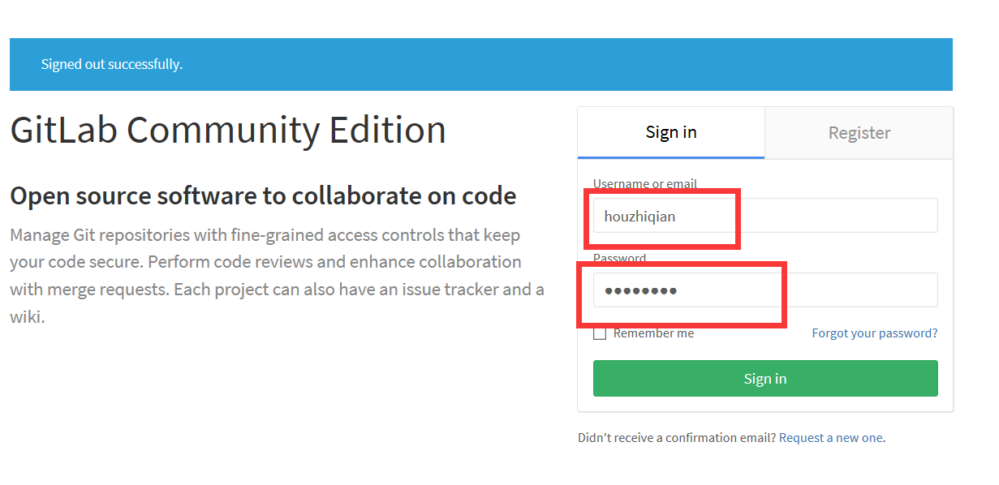 Signed out successfully.
GitLab Community Edition
Open source software to collaborate on code
Manage Git repositories with fine-grained access controls that keep
your code secure. Perform code reviews and enhance collaboration
with merge requests. Each project can also have an issue tracker and a
wiki.
Sign in
Register
Username or email
houzhiqian
Password
●●●●●●●●
Remember me
Forgot your password?
Sign in
Didn't receive a confirmation email? Request a new one.